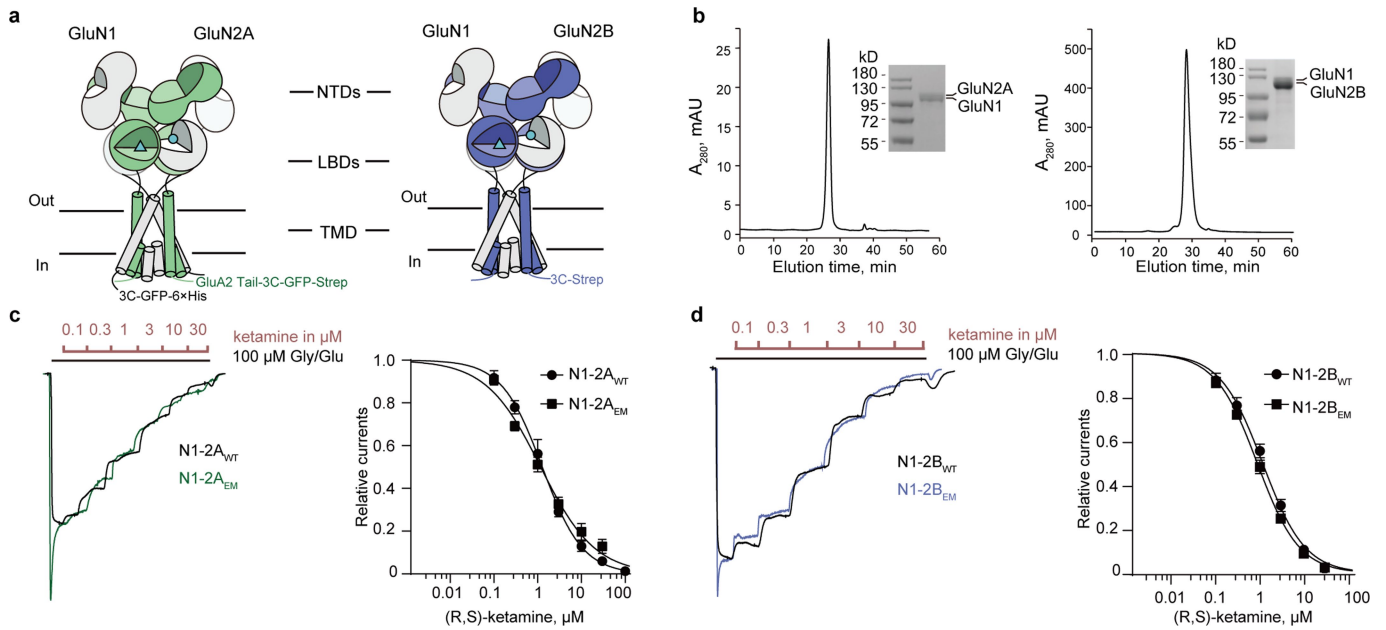 a
GluN1
GluN2A
GluN1
GluN2B
NTDs
LBDs
TMD
Out
In
GluA2 Tail-3C-GFP-Strep
3C-GFP-6×His
3C-Strep
b
A280, mAU
25
20
15
10
5
0
0 10 20 30 40 50 60
Elution time, min
kD
180
130
95
72
55
GluN2A
GluN1
A280, mAU
500
400
300
200
100
0
0 10 20 30 40 50 60
Elution time, min
kD
180
130
95
72
55
GluN1
GluN2B
c
0.1 0.3 1 3 10 30
ketamine in µM
100 µM Gly/Glu
N1-2AWT
N1-2AEM
Relative currents
1.0
0.8
0.6
0.4
0.2
0
0.01 0.1 1 10 100
(R,S)-ketamine, µM
N1-2AWT
N1-2AEM
d
0.1 0.3 1 3 10 30
ketamine in µM
100 µM Gly/Glu
N1-2BWT
N1-2BEM
Relative currents
1.0
0.8
0.6
0.4
0.2
0
0.01 0.1 1 10 100
(R,S)-ketamine, µM
N1-2BWT
N1-2BEM